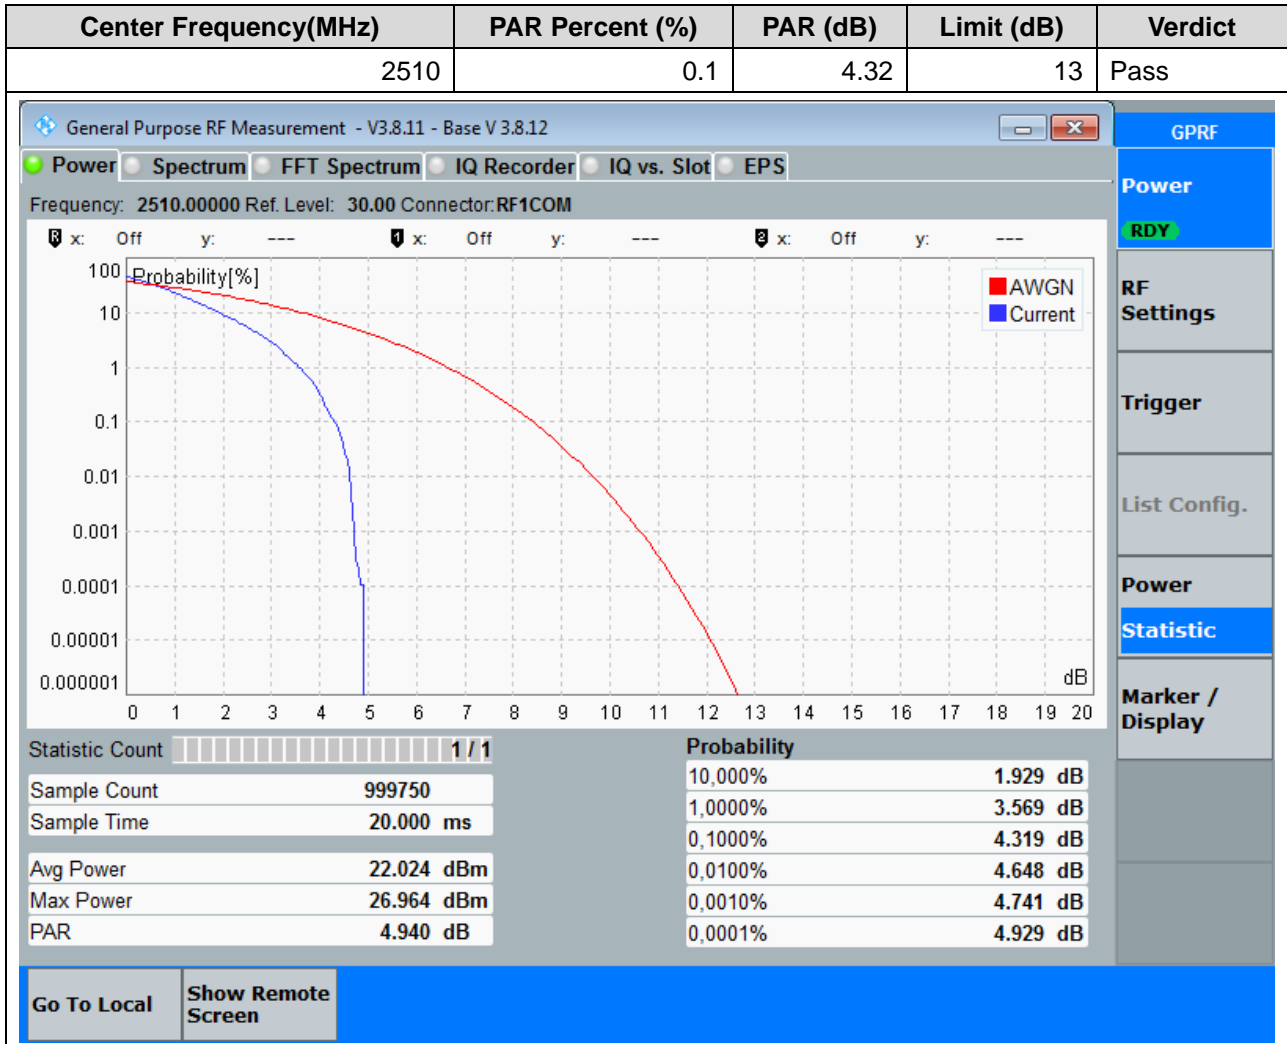 Center Frequency(MHz) PAR Percent (%) PAR (dB) Limit (dB) Verdict
2510 0.1 4.32 13 Pass
General Purpose RF Measurement - V3.8.11 - Base V 3.8.12
GPRF
Power Spectrum FFT Spectrum IQ Recorder IQ vs. Slot EPS
Frequency: 2510.00000 Ref. Level: 30.00 Connector:RF1COM
R x: Off y: --- 1 x: Off y: --- 2 x: Off y: ---
Probability[%]
AWGN
Current
100
10
1
0.1
0.01
0.001
0.0001
0.00001
0.000001
dB
0 1 2 3 4 5 6 7 8 9 10 11 12 13 14 15 16 17 18 19 20
Statistic Count 1 / 1
Sample Count 999750
Sample Time 20.000 ms
Avg Power 22.024 dBm
Max Power 26.964 dBm
PAR 4.940 dB
Probability
10,000% 1.929 dB
1,0000% 3.569 dB
0,1000% 4.319 dB
0,0100% 4.648 dB
0,0010% 4.741 dB
0,0001% 4.929 dB
Power
RDY
RF
Settings
Trigger
List Config.
Power
Statistic
Marker /
Display
Go To Local
Show Remote
Screen